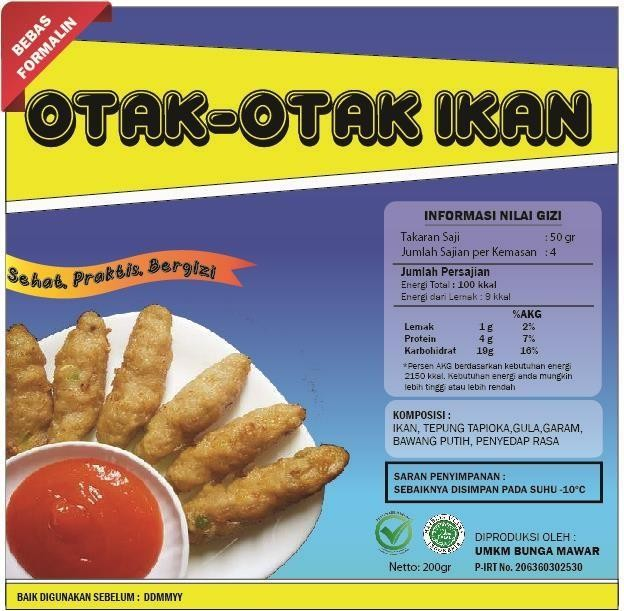 BEBAS
FORMALIN
OTAK-OTAK IKAN
Sehat, Praktis, Bergizi
INFORMASI NILAI GIZI
Takaran Saji : 50 gr
Jumlah Sajian per Kemasan : 4
Jumlah Persajian
Energi Total : 100 kkal
Energi dari Lemak : 9 kkal
%AKG
Lemak 1 g 2%
Protein 4 g 7%
Karbohidrat 19g 16%
*Persen AKG berdasarkan kebutuhan energi
2150 kkal. Kebutuhan energi anda mungkin
lebih tinggi atau lebih rendah
KOMPOSISI :
IKAN, TEPUNG TAPIOKA,GULA,GARAM,
BAWANG PUTIH, PENYEDAP RASA
SARAN PENYIMPANAN :
SEBAIKNYA DISIMPAN PADA SUHU -10°C
DIPRODUKSI OLEH :
UMKM BUNGA MAWAR
Netto: 200gr
P-IRT No. 206360302530
BAIK DIGUNAKAN SEBELUM : DDMMYY